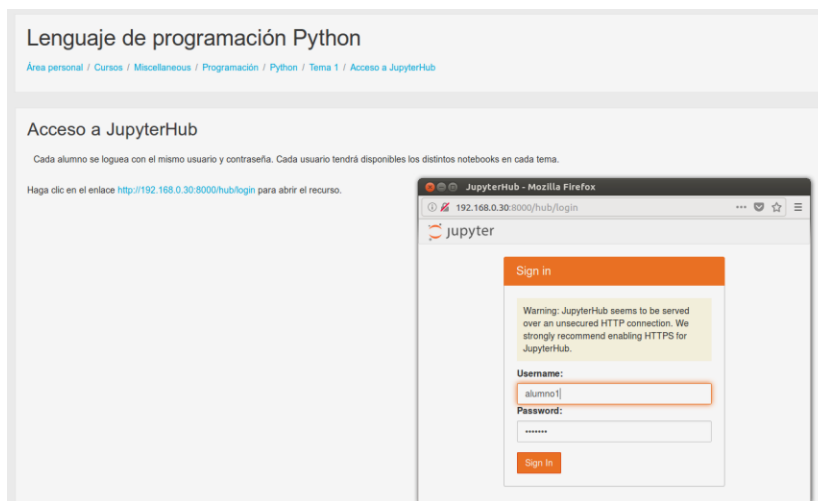 Lenguaje de programación Python
Área personal / Cursos / Miscellaneous / Programación / Python / Tema 1 / Acceso a JupyterHub
Acceso a JupyterHub
Cada alumno se loguea con el mismo usuario y contraseña. Cada usuario tendrá disponibles los distintos notebooks en cada tema.
Haga clic en el enlace http://192.168.0.30:8000/hub/login para abrir el recurso.
JupyterHub - Mozilla Firefox
192.168.0.30:8000/hub/login
jupyter
Sign in
Warning: JupyterHub seems to be served
over an unsecured HTTP connection. We
strongly recommend enabling HTTPS for
JupyterHub.
Username:
alumno1
Password:
•••••••
Sign In